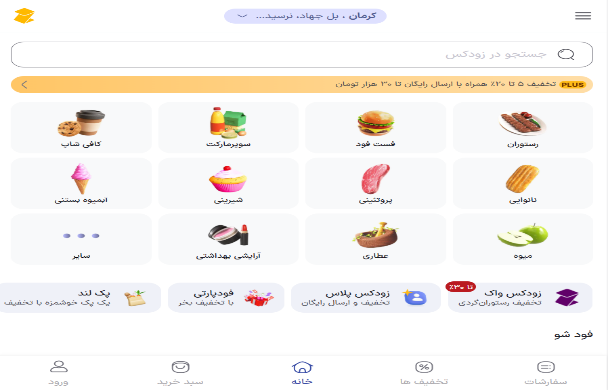 کرمان ، بل جهاد، نرسید...
جستجو در زودکس
PLUS تخفیف ۵ تا ۲۰٪ همراه با ارسال رایگان تا ۳۰ هزار تومان
رستوران
فست فود
سوپرمارکت
کافی شاپ
نانوایی
پروتئینی
شیرینی
آبمیوه بستنی
میوه
عطاری
آرایشی بهداشتی
سایر
تا ۳۰٪
زودکس واک
تخفیف رستوران‌گردی
زودکس پلاس
تخفیف و ارسال رایگان
فودپارتی
با تخفیف بخر
پک لند
یک پک خوشمزه با تخفیف
فود شو
سفارشات
تخفیف ها
خانه
سبد خرید
ورود